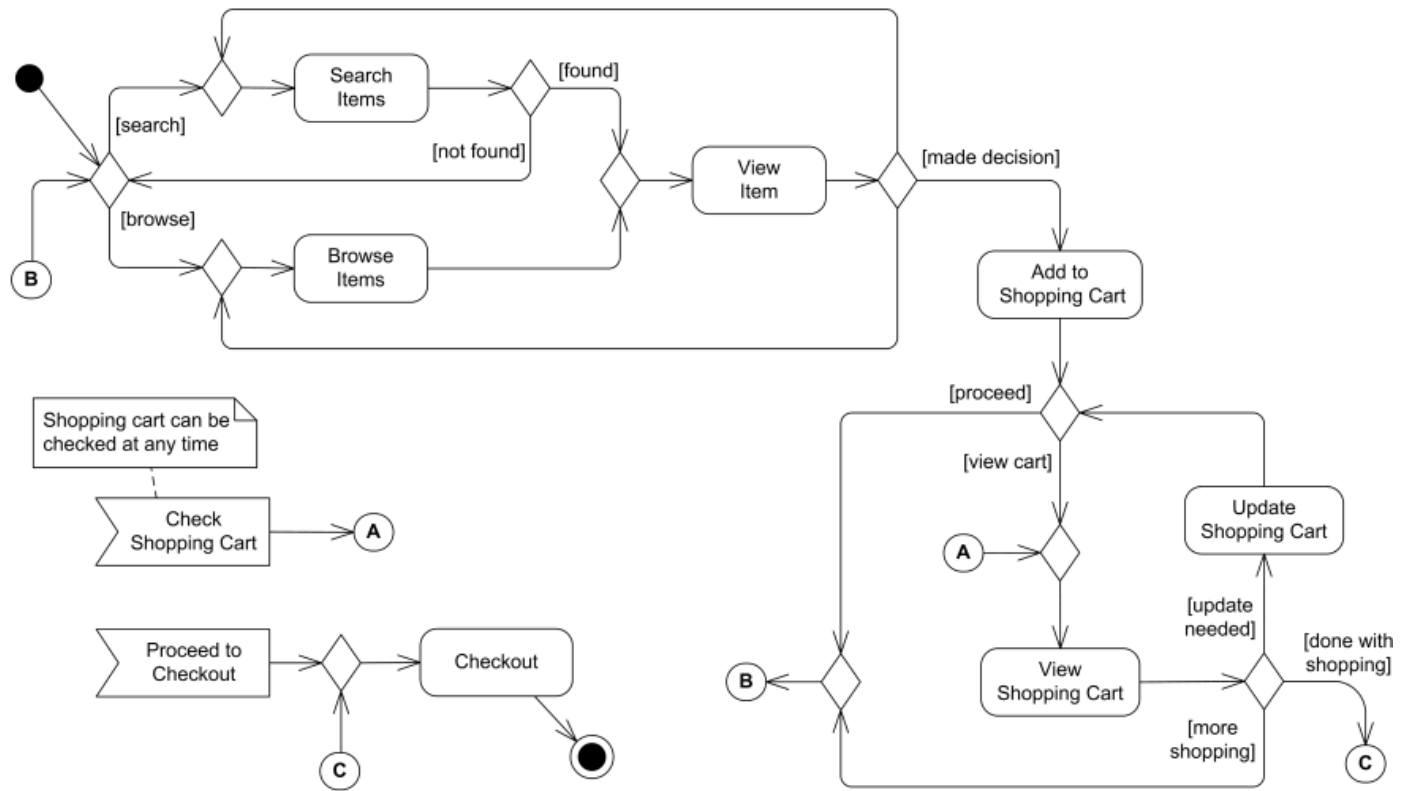 Search
Items
[found]
[search]
[not found]
View
Item
[made decision]
[browse]
Browse
Items
B
Add to
Shopping Cart
[proceed]
Shopping cart can be
checked at any time
[view cart]
Check
Shopping Cart
A
A
Update
Shopping Cart
[update
needed]
Proceed to
Checkout
Checkout
[done with
shopping]
B
View
Shopping Cart
[more
shopping]
C
C